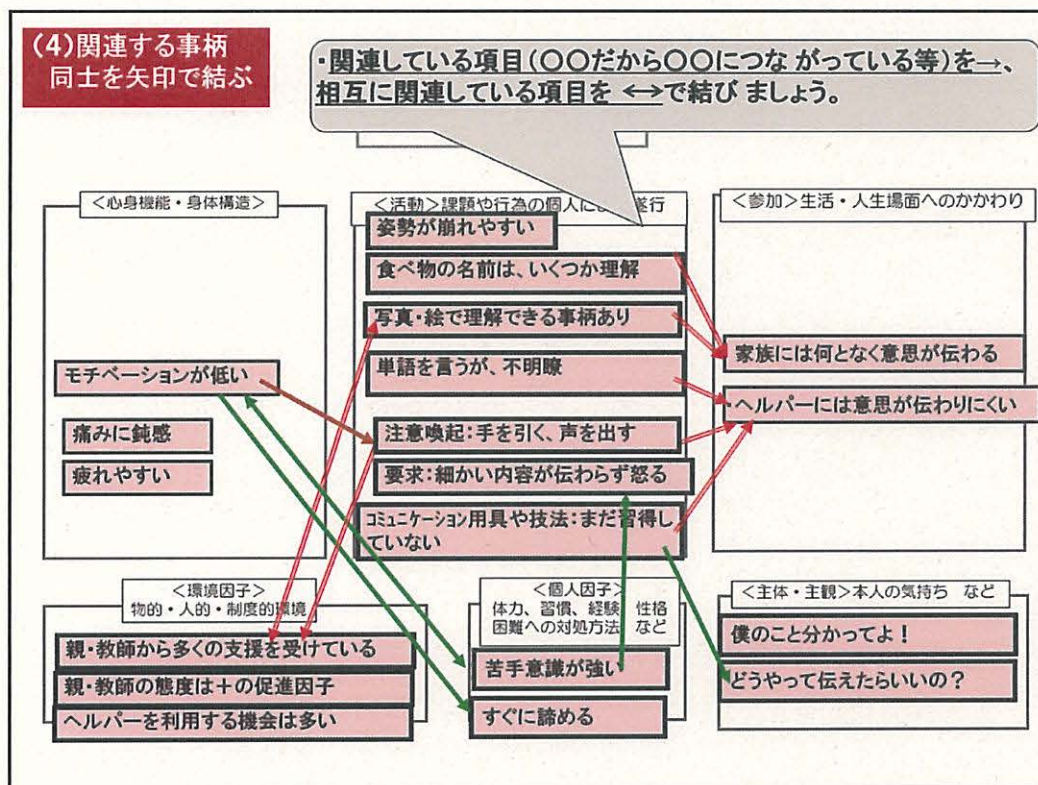 (4)関連する事柄
同士を矢印で結ぶ
・関連している項目(〇〇だから〇〇につな がっている等)を→、
相互に関連している項目を ⟷で結び ましょう。
<心身機能・身体構造>
モチベーションが低い
痛みに鈍感
疲れやすい
<活動>課題や行為の個人による遂行
姿勢が崩れやすい
食べ物の名前は、いくつか理解
写真・絵で理解できる事柄あり
単語を言うが、不明瞭
注意喚起:手を引く、声を出す
要求:細かい内容が伝わらず怒る
コミュニケーション用具や技法:まだ習得し
ていない
<参加>生活・人生場面へのかかわり
家族には何となく意思が伝わる
ヘルパーには意思が伝わりにくい
<環境因子>
物的・人的・制度的環境
親・教師から多くの支援を受けている
親・教師の態度は+の促進因子
ヘルパーを利用する機会は多い
<個人因子>
体力、習慣、経験、性格
困難への対処方法 など
苦手意識が強い
すぐに諦める
<主体・主観>本人の気持ち など
僕のこと分かってよ!
どうやって伝えたらいいの?